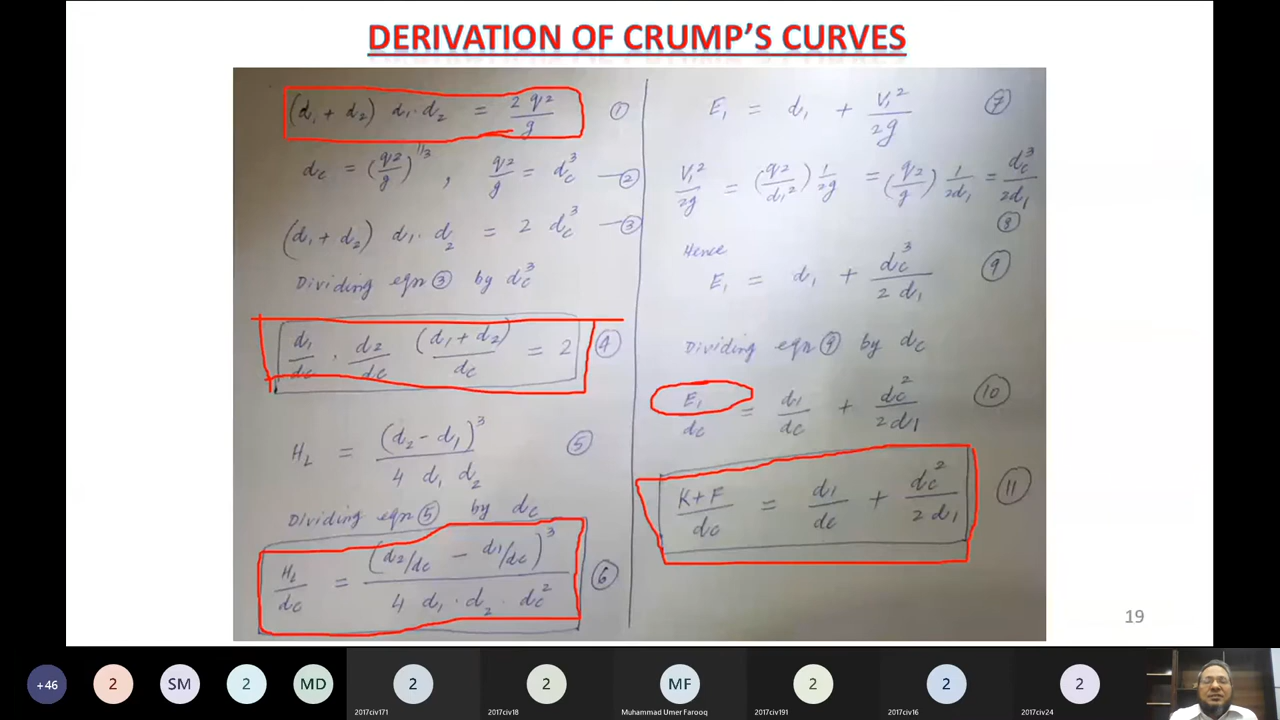 DERIVATION OF CRUMP'S CURVES
(d₁ + d₂) d₁ · d₂ = 2 q2/g ①
dc = (q2/g)^1/3 , q2/g = dc³ —②
(d₁ + d₂) d₁ · d₂ = 2 dc³ —③
Dividing eqn ③ by dc³
d₁/dc · d2/dc (d₁ + d₂)/dc = 2 ④
HL = (d₂ - d₁)³ / 4 d₁ d₂ ⑤
Dividing eqn ⑤ by dc
HL/dc = (d2/dc - d1/dc)³ / 4 d₁ · d₂ · dc² ⑥
E₁ = d₁ + V₁²/2g ⑦
V₁²/2g = (q2/d₁²) 1/2g = (q2/g) 1/2d₁ = dc³/2d₁
⑧
Hence
E₁ = d₁ + dc³/2 d₁ ⑨
Dividing eqn ⑨ by dc
E₁/dc = d₁/dc + dc²/2d₁ ⑩
K+F/dc = d₁/dc + dc²/2 d₁ ⑪
19
+46
2
SM
2
MD
2
2
MF
2
2
2
2017civ171
2017civ18
Muhammad Umer Farooq
2017civ191
2017civ16
2017civ24